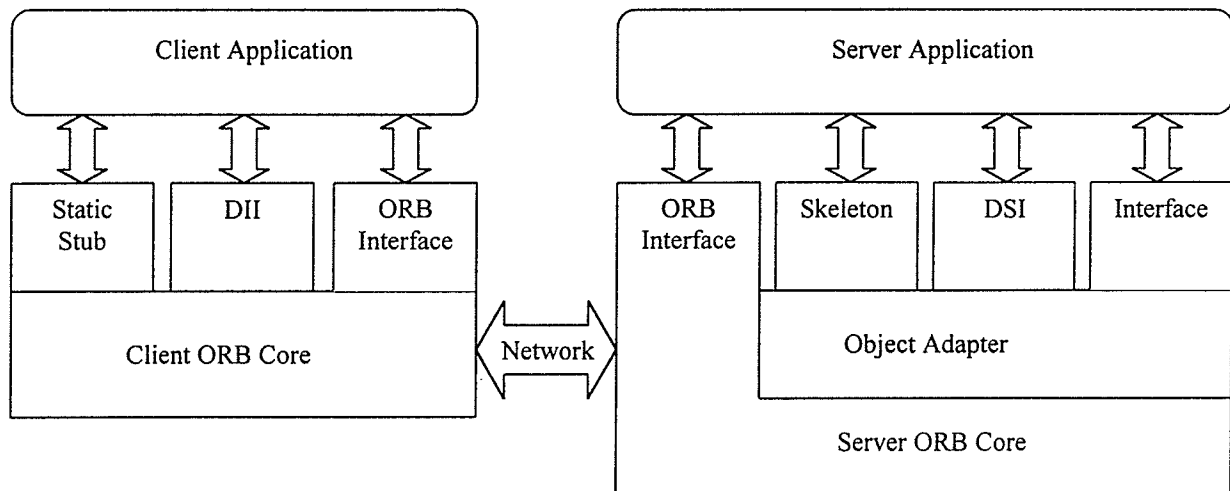 Client Application
Server Application
Static
Stub
DII
ORB
Interface
ORB
Interface
Skeleton
DSI
Interface
Client ORB Core
Network
Object Adapter
Server ORB Core